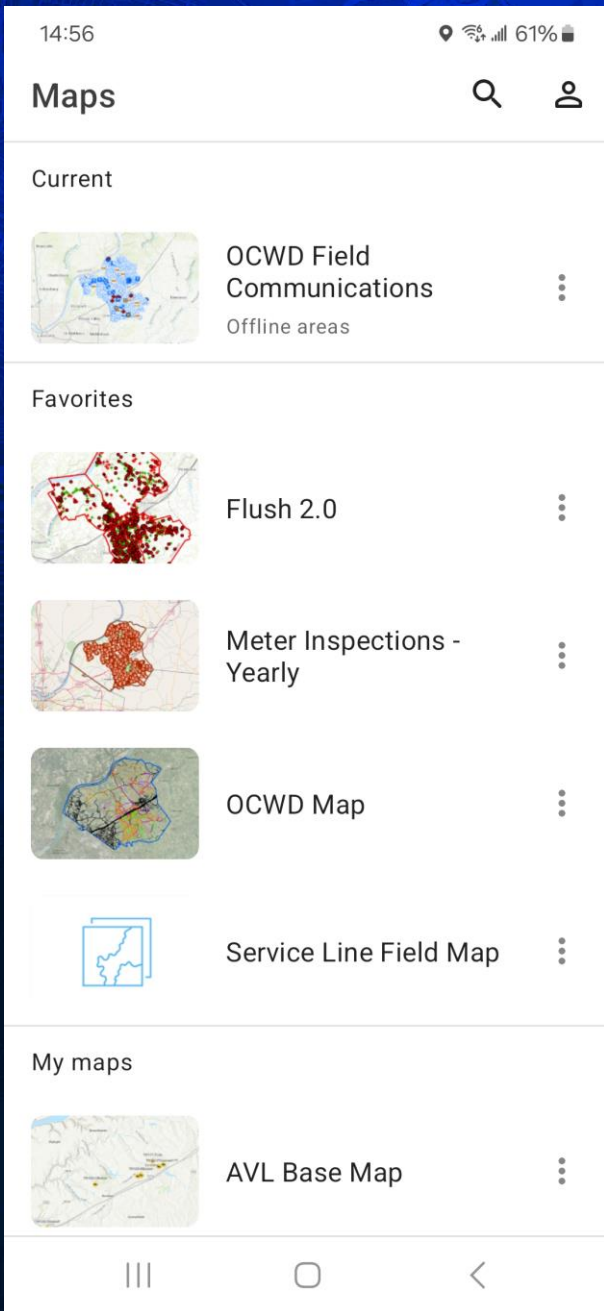 14:56
61%
Maps
Current
OCWD Field
Communications
Offline areas
Favorites
Flush 2.0
Meter Inspections -
Yearly
OCWD Map
Service Line Field Map
My maps
AVL Base Map